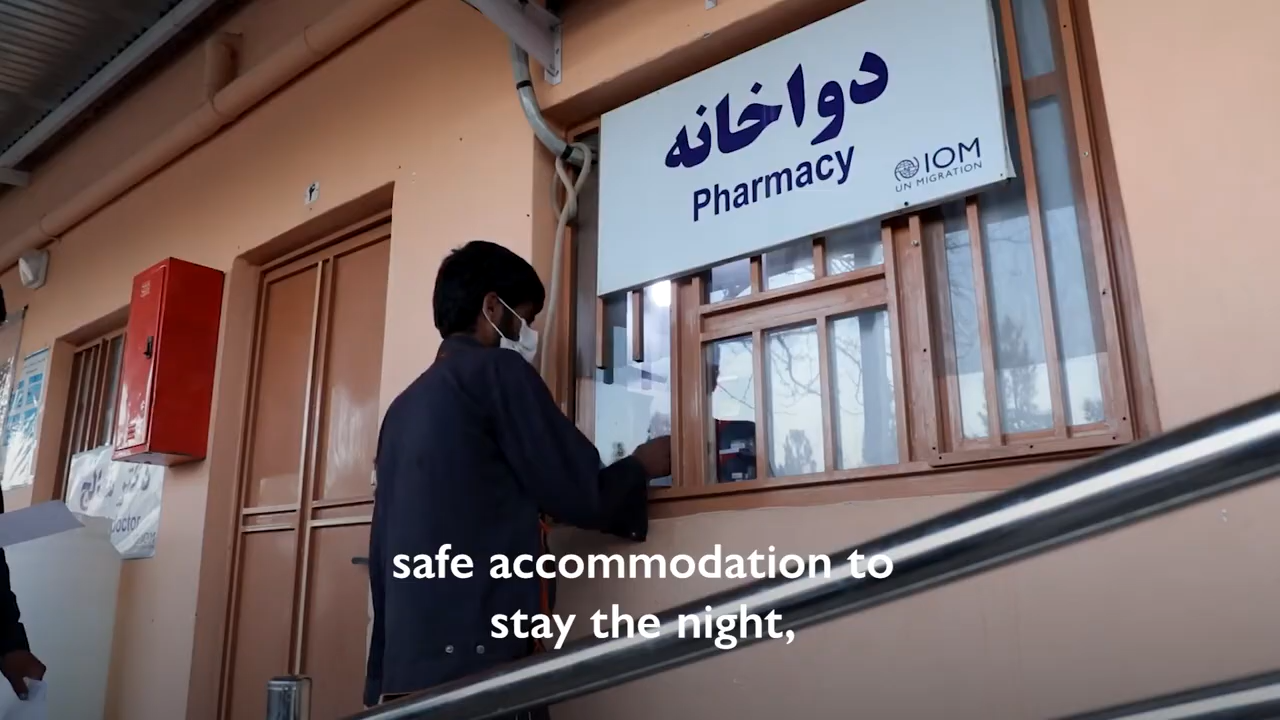 دواخانه
Pharmacy
IOM
UN MIGRATION
doctor
safe accommodation to
stay the night,